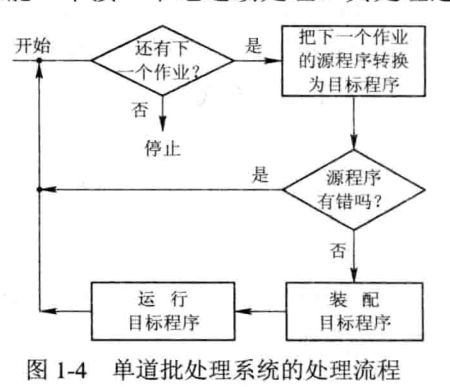 开始
还有下
一个作业?
是
把下一个作业
的源程序转换
为目标程序
否
停止
是
源程序
有错吗?
否
运 行
目标程序
装 配
目标程序
图 1-4 单道批处理系统的处理流程